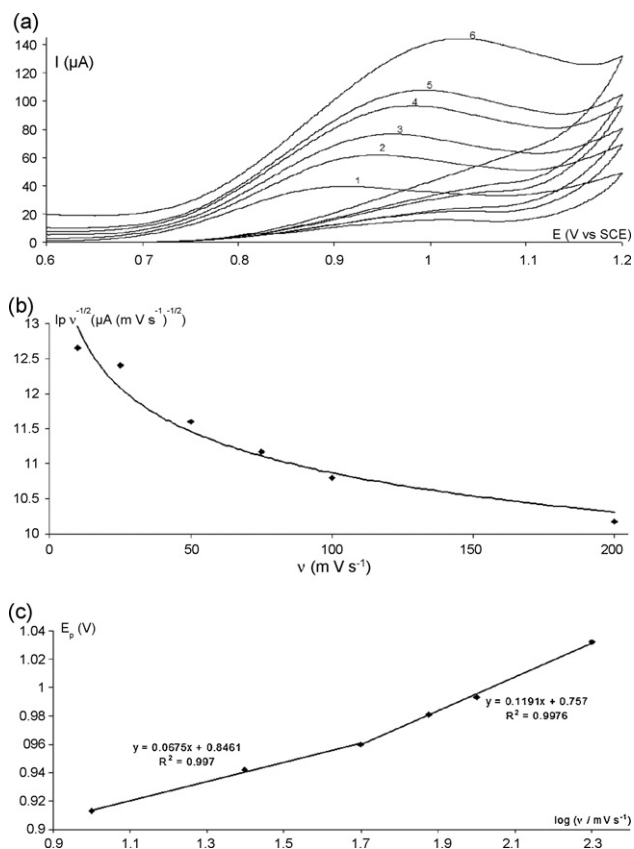 (a)
I (µA)
140
120
100
80
60
40
20
0
6
5
4
3
2
1
E (V vs SCE)
0.6 0.7 0.8 0.9 1 1.1 1.2
(b)
Ip ν⁻¹/² (µA (m V s⁻¹)⁻¹/²)
13
12.5
12
11.5
11
10.5
10
0 50 100 150 200
ν (m V s⁻¹)
(c)
Eₚ (V)
1.04
1.02
1
0.98
0.96
0.94
0.92
0.9
y = 0.1191x + 0.757
R² = 0.9976
y = 0.0675x + 0.8461
R² = 0.997
log (ν / mV s⁻¹)
0.9 1.1 1.3 1.5 1.7 1.9 2.1 2.3